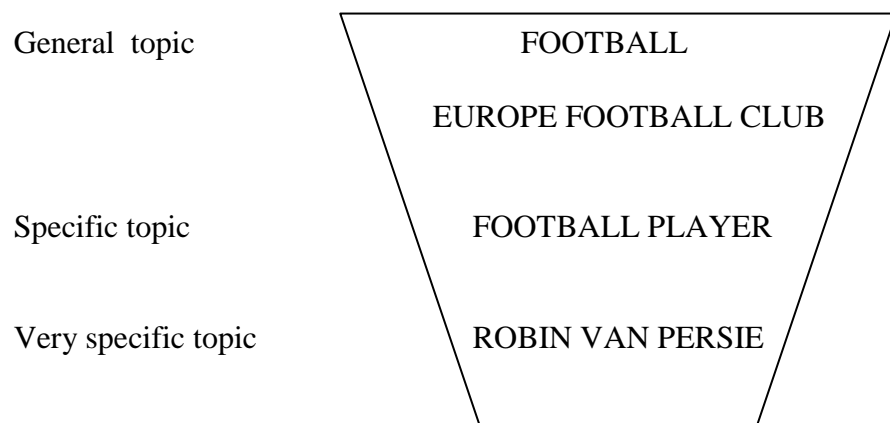 General topic FOOTBALL
EUROPE FOOTBALL CLUB
Specific topic FOOTBALL PLAYER
Very specific topic ROBIN VAN PERSIE